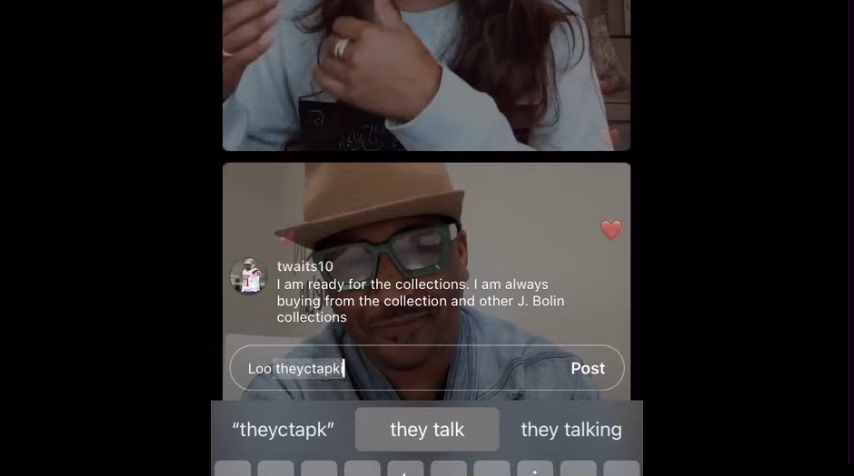 twaits10
I am ready for the collections. I am always
buying from the collection and other J. Bolin
collections
Loo theyctapk
Post
“theyctapk”
they talk
they talking